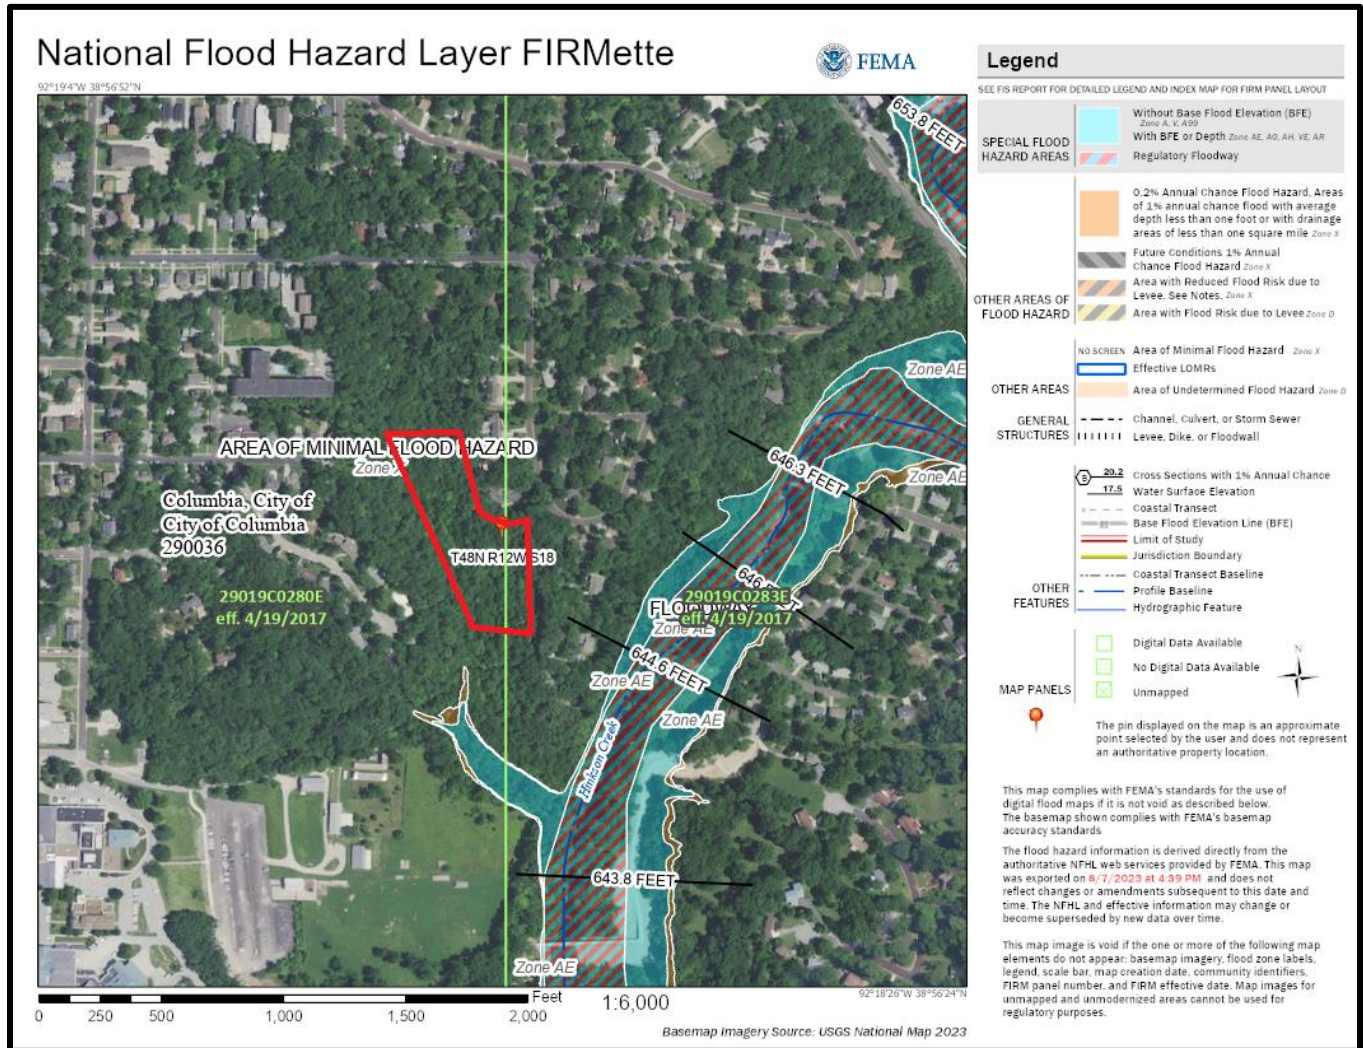 National Flood Hazard Layer FIRMette
FEMA
92°19'4"W 38°56'52"N
653.8 FEET
Zone AE
AREA OF MINIMAL FLOOD HAZARD
Zone X
646.3 FEET
Zone AE
Columbia, City of
City of Columbia
290036
T48N R12W S18
29019C0280E
eff. 4/19/2017
29019C0283E
eff. 4/19/2017
FLOODWAY
Zone AE
644.6 FEET
Zone AE
Zone AE
Hinkson Creek
643.8 FEET
Zone AE
Feet
1:6,000
92°18'26"W 38°56'24"N
0 250 500 1,000 1,500 2,000
Basemap Imagery Source: USGS National Map 2023
Legend
SEE FIS REPORT FOR DETAILED LEGEND AND INDEX MAP FOR FIRM PANEL LAYOUT
SPECIAL FLOOD
HAZARD AREAS
Without Base Flood Elevation (BFE)
Zone A, V, A99
With BFE or Depth Zone AE, AO, AH, VE, AR
Regulatory Floodway
OTHER AREAS OF
FLOOD HAZARD
0.2% Annual Chance Flood Hazard, Areas
of 1% annual chance flood with average
depth less than one foot or with drainage
areas of less than one square mile Zone X
Future Conditions 1% Annual
Chance Flood Hazard Zone X
Area with Reduced Flood Risk due to
Levee. See Notes. Zone X
Area with Flood Risk due to Levee Zone D
OTHER AREAS
NO SCREEN Area of Minimal Flood Hazard Zone X
Effective LOMRs
Area of Undetermined Flood Hazard Zone D
GENERAL
STRUCTURES
Channel, Culvert, or Storm Sewer
Levee, Dike, or Floodwall
OTHER
FEATURES
B 20.2 Cross Sections with 1% Annual Chance
17.5 Water Surface Elevation
Coastal Transect
Base Flood Elevation Line (BFE)
Limit of Study
Jurisdiction Boundary
Coastal Transect Baseline
Profile Baseline
Hydrographic Feature
MAP PANELS
Digital Data Available
No Digital Data Available
Unmapped
N
The pin displayed on the map is an approximate
point selected by the user and does not represent
an authoritative property location.
This map complies with FEMA's standards for the use of
digital flood maps if it is not void as described below.
The basemap shown complies with FEMA's basemap
accuracy standards
The flood hazard information is derived directly from the
authoritative NFHL web services provided by FEMA. This map
was exported on 8/7/2023 at 4:39 PM and does not
reflect changes or amendments subsequent to this date and
time. The NFHL and effective information may change or
become superseded by new data over time.
This map image is void if the one or more of the following map
elements do not appear: basemap imagery, flood zone labels,
legend, scale bar, map creation date, community identifiers,
FIRM panel number, and FIRM effective date. Map images for
unmapped and unmodernized areas cannot be used for
regulatory purposes.